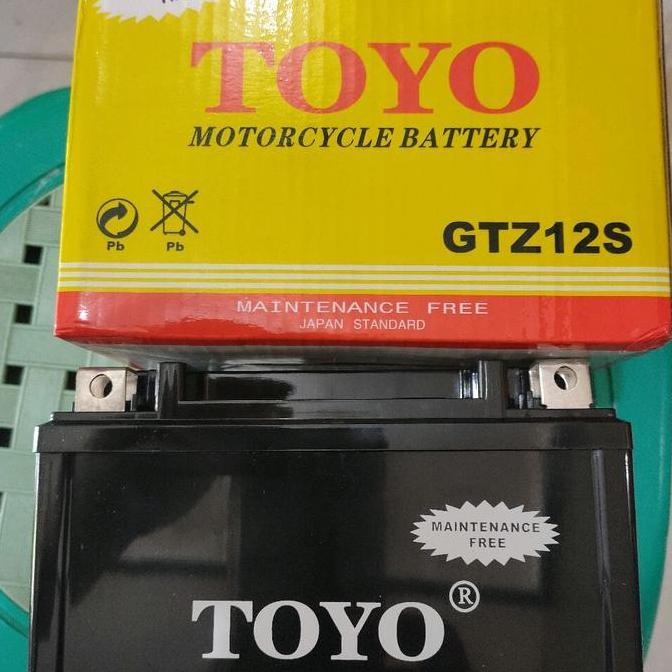 TOYO
MOTORCYCLE BATTERY
Pb
Pb
GTZ12S
MAINTENANCE FREE
JAPAN STANDARD
MAINTENANCE
FREE
TOYO®